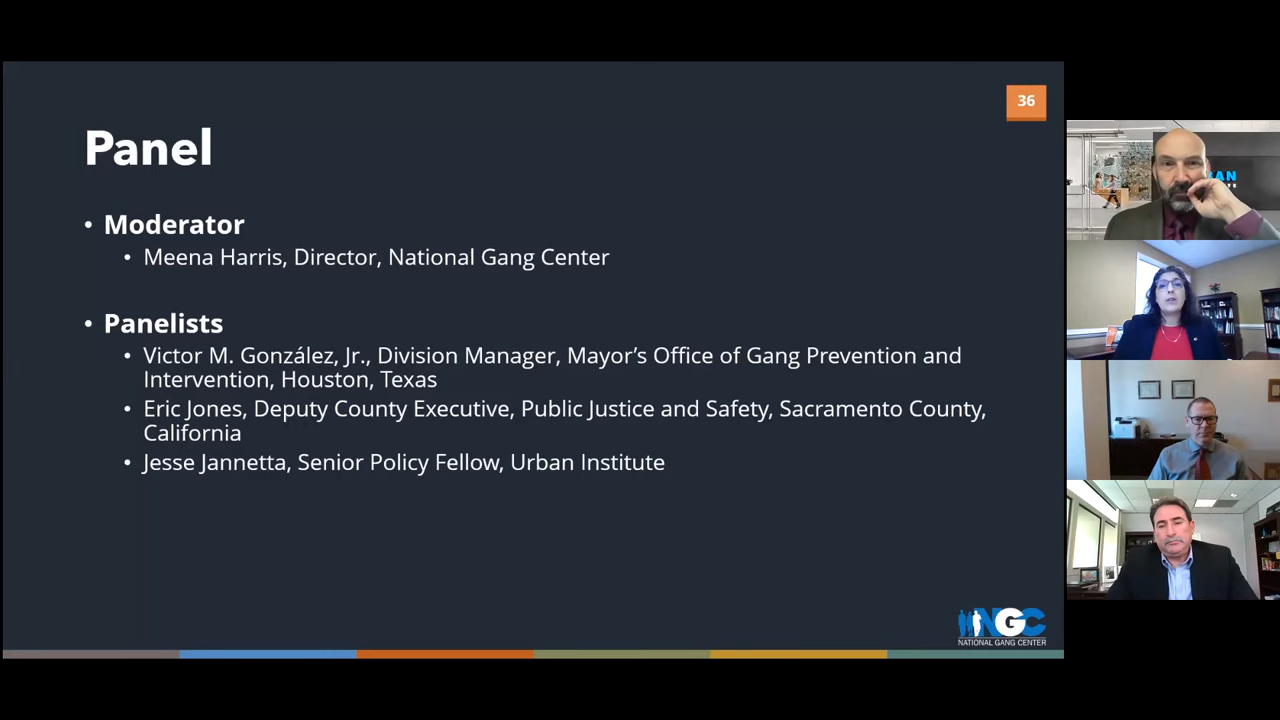 36
Panel
• Moderator
• Meena Harris, Director, National Gang Center
• Panelists
• Victor M. González, Jr., Division Manager, Mayor’s Office of Gang Prevention and
Intervention, Houston, Texas
• Eric Jones, Deputy County Executive, Public Justice and Safety, Sacramento County,
California
• Jesse Jannetta, Senior Policy Fellow, Urban Institute
NGC
NATIONAL GANG CENTER